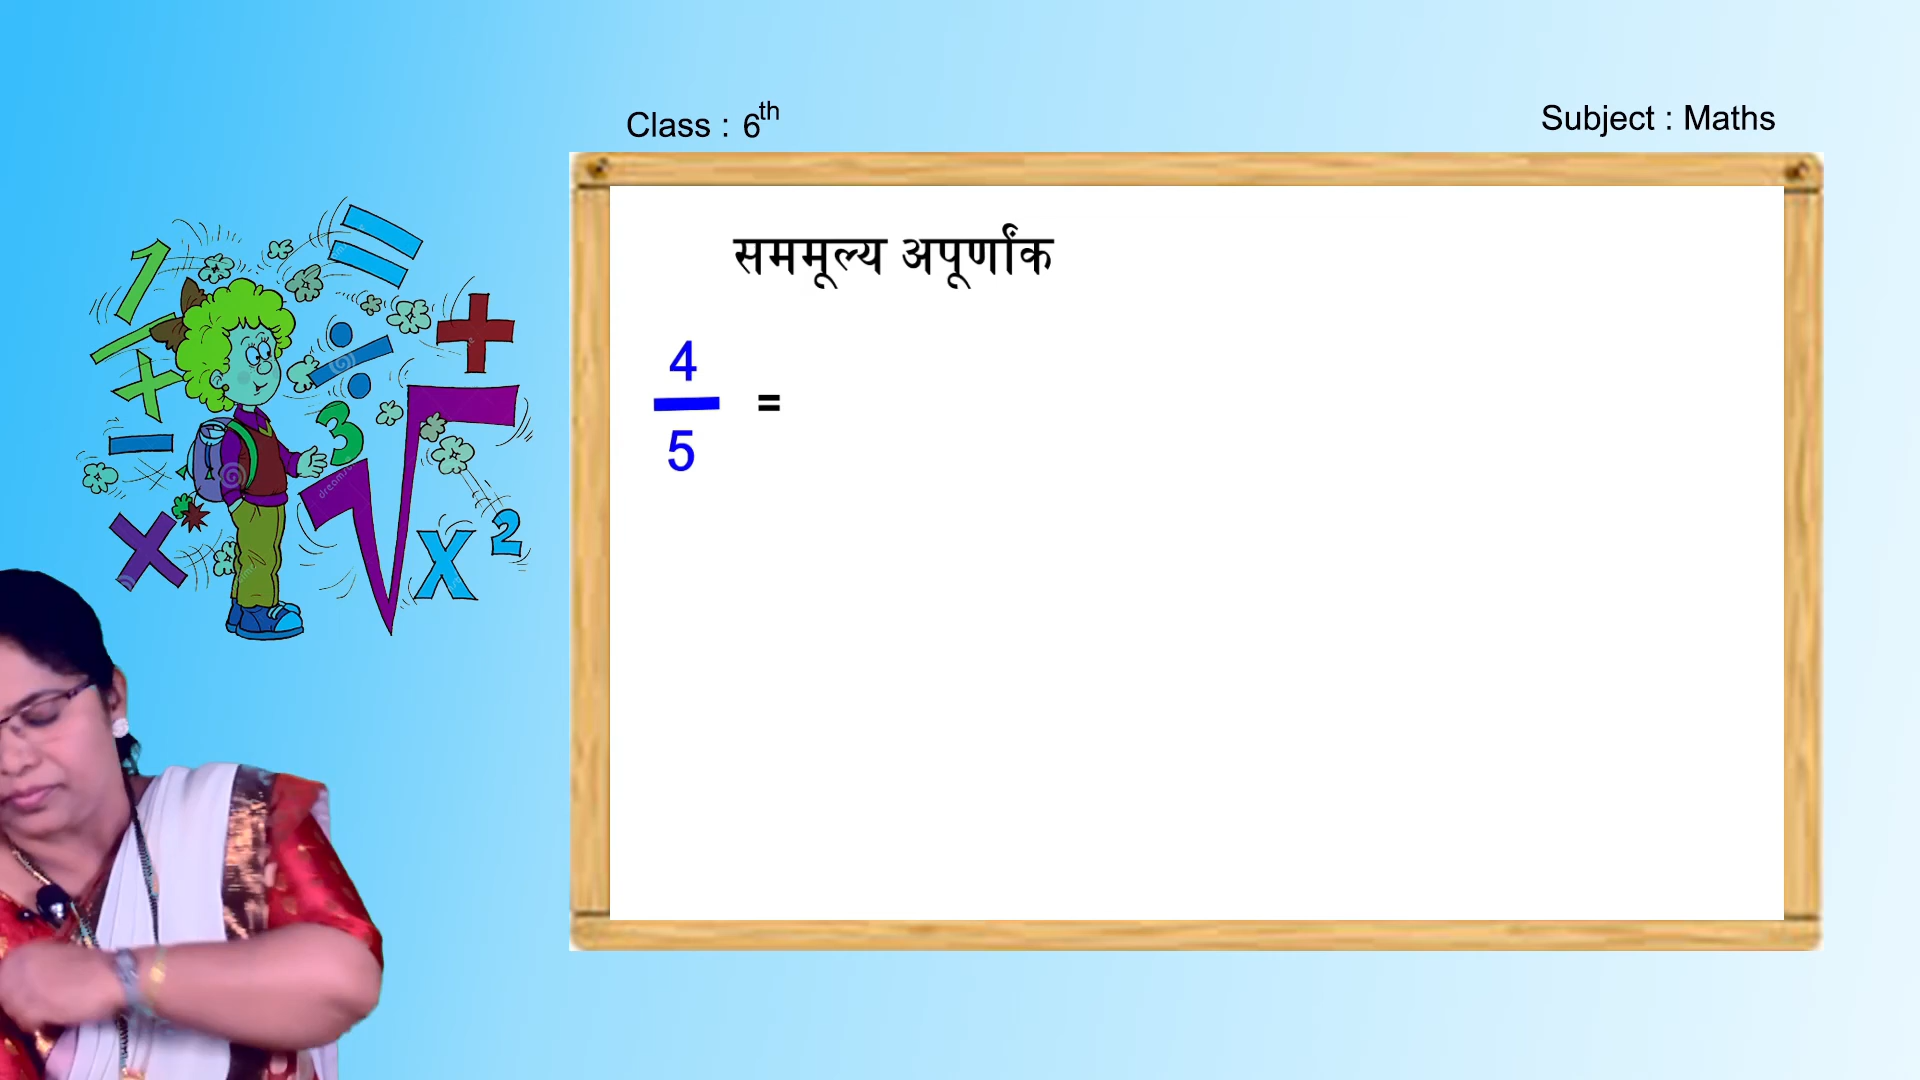 Class : 6th
Subject : Maths
सममूल्य अपूर्णांक
4
5
=